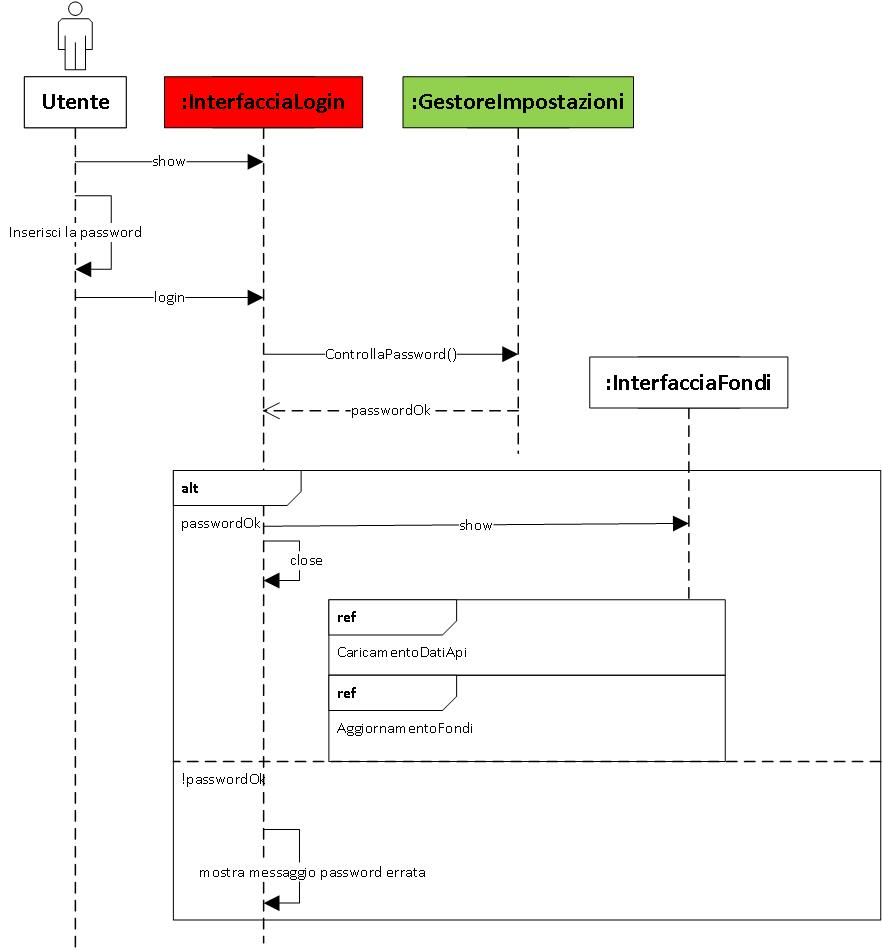 Utente
:InterfacciaLogin
:GestoreImpostazioni
show
Inserisci la password
login
ControllaPassword()
:InterfacciaFondi
passwordOk
alt
passwordOk
show
close
ref
CaricamentoDatiApi
ref
AggiornamentoFondi
!passwordOk
mostra messaggio password errata